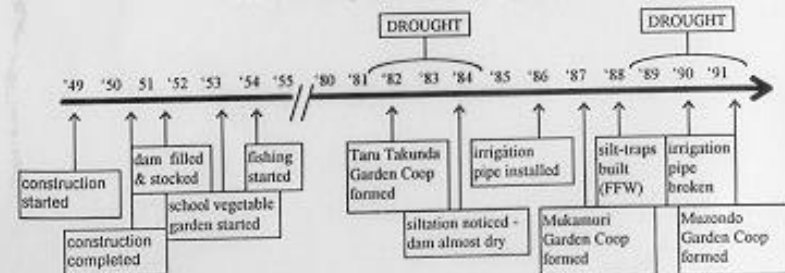 DROUGHT DROUGHT
'49 '50 51 '52 '53 '54 '55 '80 '81 '82 '83 '84 '85 '86 '87 '88 '89 '90 '91
construction
started
construction
completed
dam filled
& stocked
school vegetable
garden started
fishing
started
Taru Takunda
Garden Coop
formed
siltation noticed -
dam almost dry
irrigation
pipe installed
Mukamuri
Garden Coop
formed
silt-traps
built
(FFW)
irrigation
pipe
broken
Muzondo
Garden Coop
formed